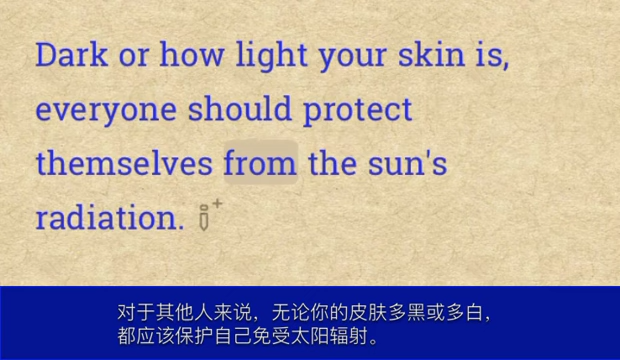 Dark or how light your skin is,
everyone should protect
themselves from the sun's
radiation.
对于其他人来说，无论你的皮肤多黑或多白，
都应该保护自己免受太阳辐射。